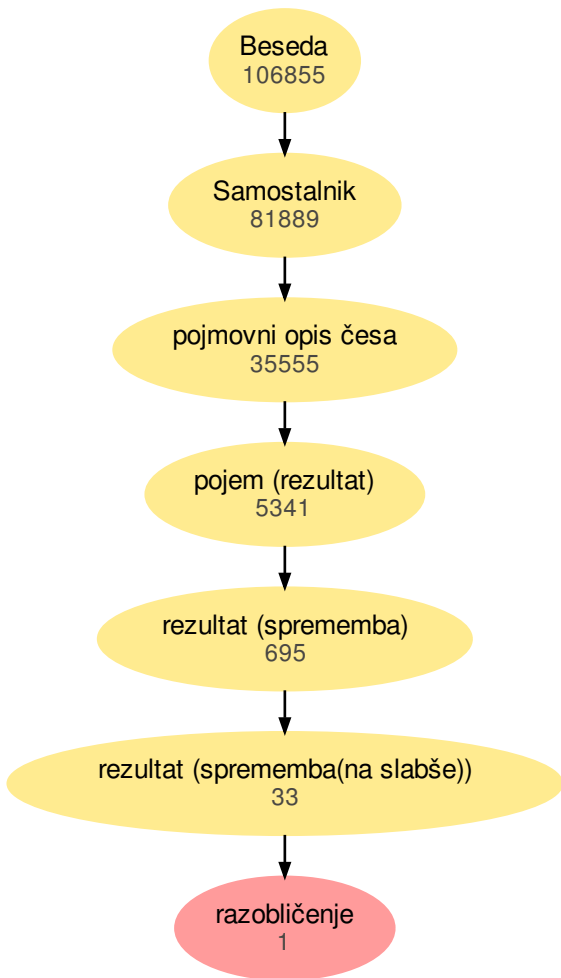 Beseda
106855
Samostalnik
81889
pojmovni opis česa
35555
pojem (rezultat)
5341
rezultat (sprememba)
695
rezultat (sprememba(na slabše))
33
razobličenje
1